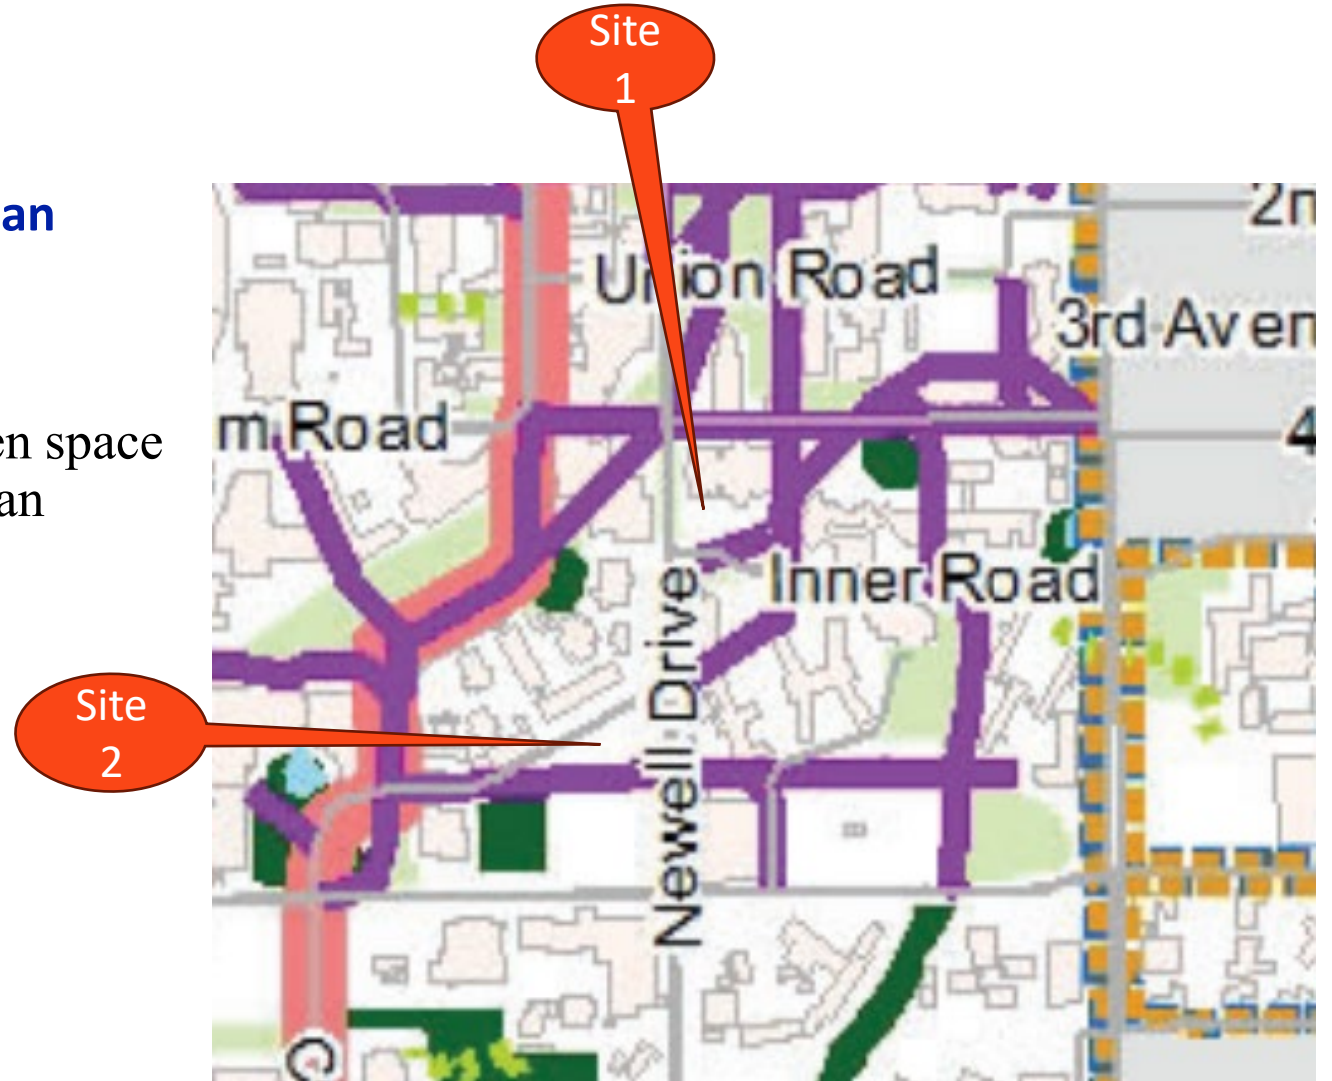 Site
1
an
2n
Union Road
3rd Aven
m Road
4
en space
an
Inner Road
Newell Drive
Site
2